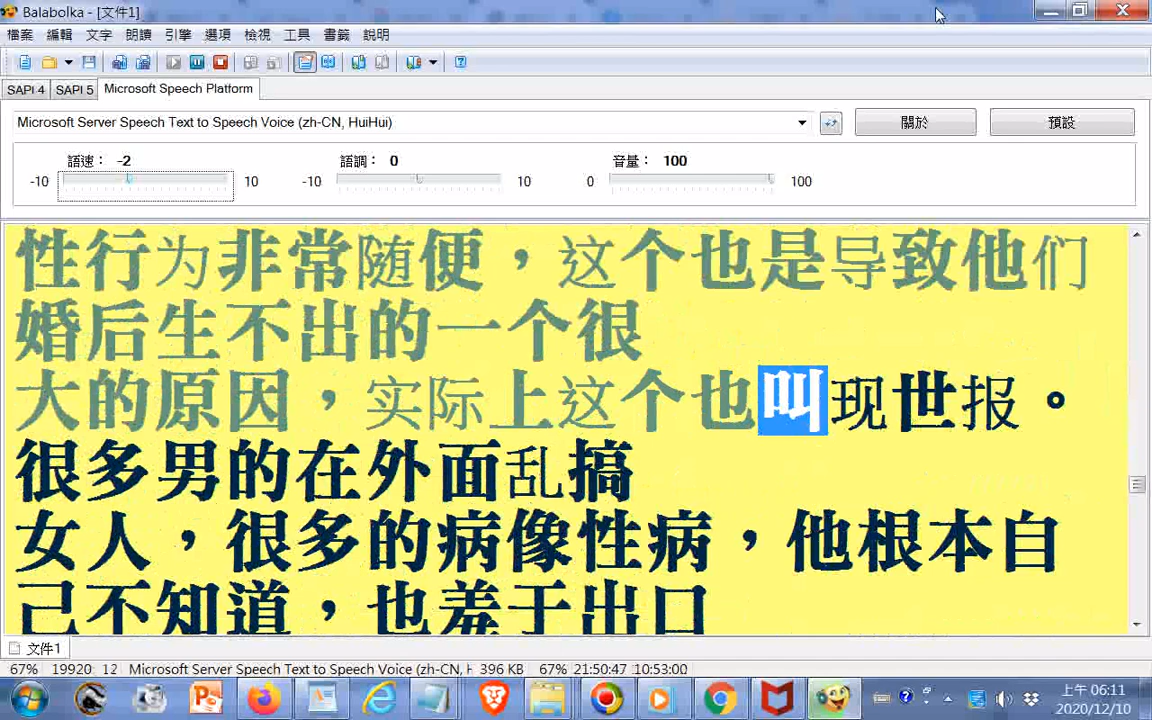 Balabolka - [文件1]
檔案 編輯 文字 朗讀 引擎 選項 檢視 工具 書籤 說明
SAPI 4 SAPI 5 Microsoft Speech Platform
Microsoft Server Speech Text to Speech Voice (zh-CN, HuiHui) 關於 預設
語速： -2 語調： 0 音量： 100
-10 10 -10 10 0 100
性行为非常随便，这个也是导致他们
婚后生不出的一个很
大的原因，实际上这个也叫现世报。
很多男的在外面乱搞
女人，很多的病像性病，他根本自
己不知道，也羞于出口
文件1
67% 19920 12 Microsoft Server Speech Text to Speech Voice (zh-CN, H 396 KB 67% 21:50:47 10:53:00
上午 06:11
2020/12/10